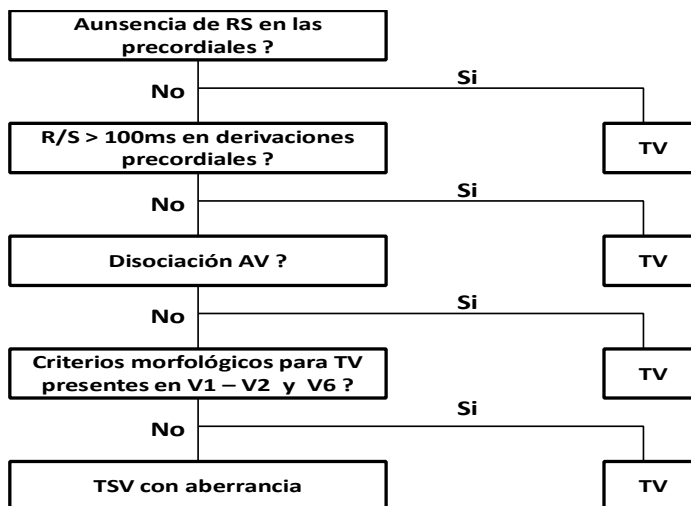 Aunsencia de RS en las
precordiales ?
No
Si
R/S > 100ms en derivaciones
precordiales ?
TV
No
Si
Disociación AV ?
TV
No
Si
Criterios morfológicos para TV
presentes en V1 – V2 y V6 ?
TV
No
Si
TSV con aberrancia
TV